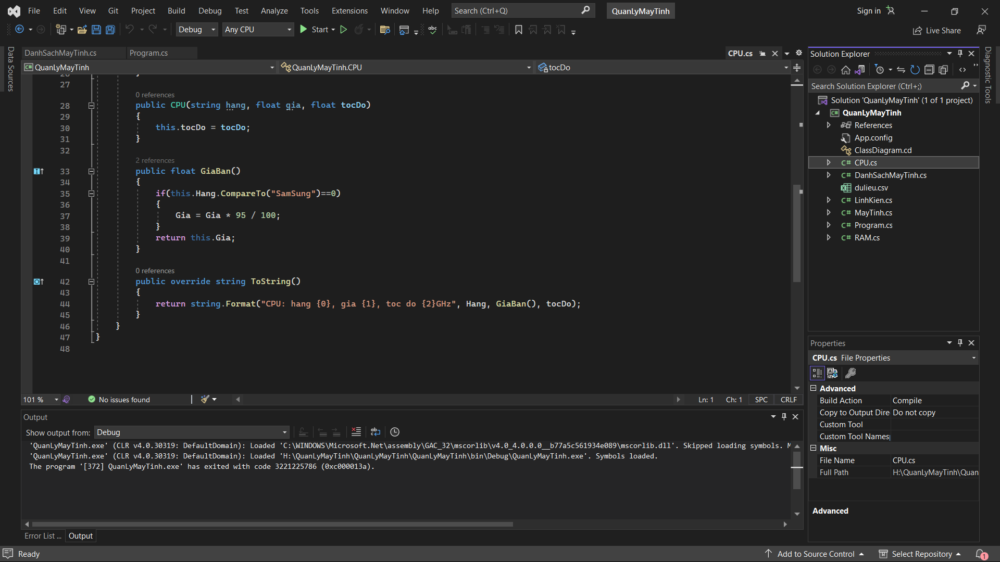 File Edit View Git Project Build Debug Test Analyze Tools Extensions Window Help Search (Ctrl+Q) QuanLyMayTinh Sign in
Debug Any CPU Start Live Share
Data Sources
DanhSachMayTinh.cs Program.cs CPU.cs
QuanLyMayTinh QuanLyMayTinh.CPU tocDo
27
0 references
28 public CPU(string hang, float gia, float tocDo)
29 {
30 this.tocDo = tocDo;
31 }
32
2 references
33 public float GiaBan()
34 {
35 if(this.Hang.CompareTo("SamSung")==0)
36 {
37 Gia = Gia * 95 / 100;
38 }
39 return this.Gia;
40 }
41
0 references
42 public override string ToString()
43 {
44 return string.Format("CPU: hang {0}, gia {1}, toc do {2}GHz", Hang, GiaBan(), tocDo);
45 }
46 }
47 }
48
101 % No issues found Ln: 1 Ch: 1 SPC CRLF
Output
Show output from: Debug
'QuanLyMayTinh.exe' (CLR v4.0.30319: DefaultDomain): Loaded 'C:\WINDOWS\Microsoft.Net\assembly\GAC_32\mscorlib\v4.0_4.0.0.0__b77a5c561934e089\mscorlib.dll'. Skipped loading symbols. M
'QuanLyMayTinh.exe' (CLR v4.0.30319: DefaultDomain): Loaded 'H:\QuanLyMayTinh\QuanLyMayTinh\QuanLyMayTinh\bin\Debug\QuanLyMayTinh.exe'. Symbols loaded.
The program '[372] QuanLyMayTinh.exe' has exited with code 3221225786 (0xc000013a).
Error List ... Output
Solution Explorer
Search Solution Explorer (Ctrl+;)
Solution 'QuanLyMayTinh' (1 of 1 project)
QuanLyMayTinh
References
App.config
ClassDiagram.cd
C# CPU.cs
C# DanhSachMayTinh.cs
dulieu.csv
C# LinhKien.cs
C# MayTinh.cs
C# Program.cs
C# RAM.cs
Properties
CPU.cs File Properties
Advanced
Build Action Compile
Copy to Output Dire Do not copy
Custom Tool
Custom Tool Names
Misc
File Name CPU.cs
Full Path H:\QuanLyMayTinh\Quan
Advanced
Diagnostic Tools
Ready Add to Source Control Select Repository 1